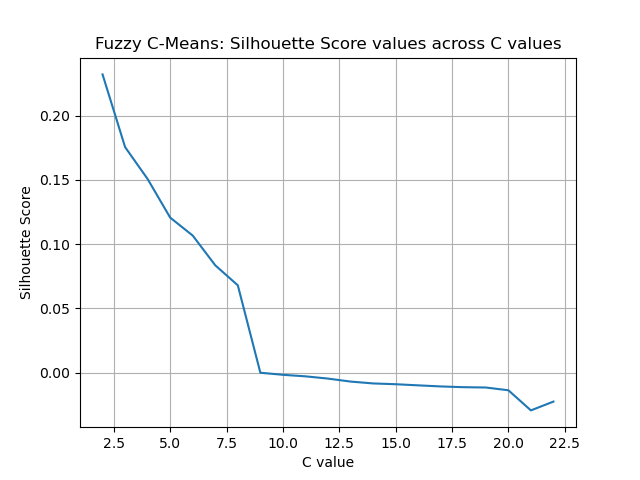 Fuzzy C-Means: Silhouette Score values across C values
0.20
0.15
0.10
0.05
0.00
Silhouette Score
2.5 5.0 7.5 10.0 12.5 15.0 17.5 20.0 22.5
C value